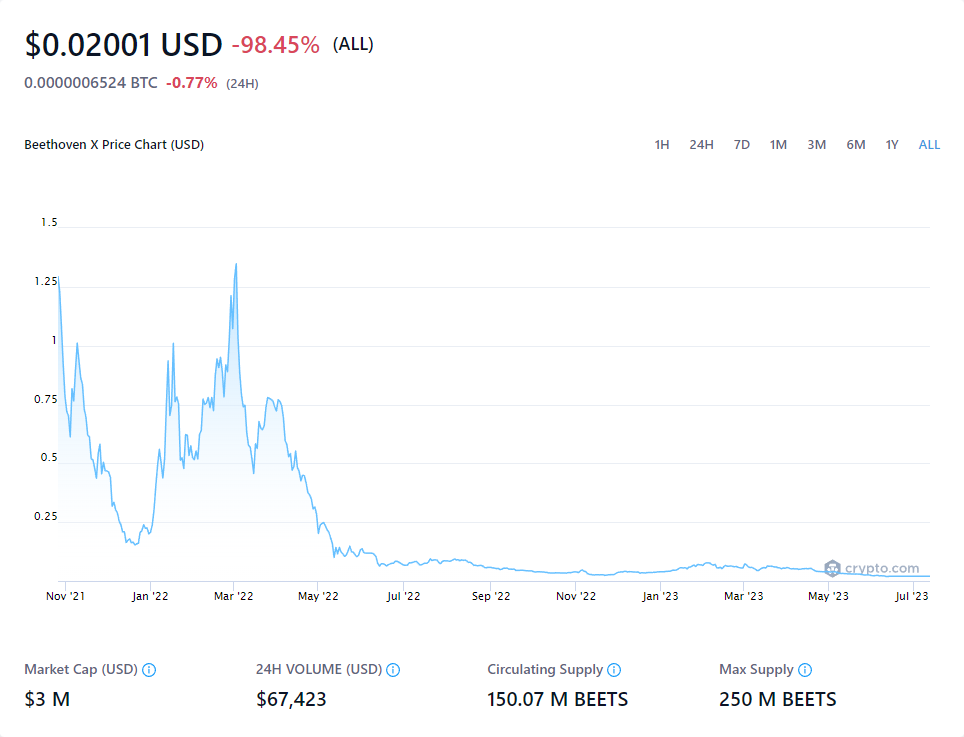 $0.02001 USD -98.45% (ALL)
0.0000006524 BTC -0.77% (24H)
Beethoven X Price Chart (USD) 1H 24H 7D 1M 3M 6M 1Y ALL
1.5
1.25
1
0.75
0.5
0.25
crypto.com
Nov '21 Jan '22 Mar '22 May '22 Jul '22 Sep '22 Nov '22 Jan '23 Mar '23 May '23 Jul '23
Market Cap (USD) 24H VOLUME (USD) Circulating Supply Max Supply
$3 M $67,423 150.07 M BEETS 250 M BEETS